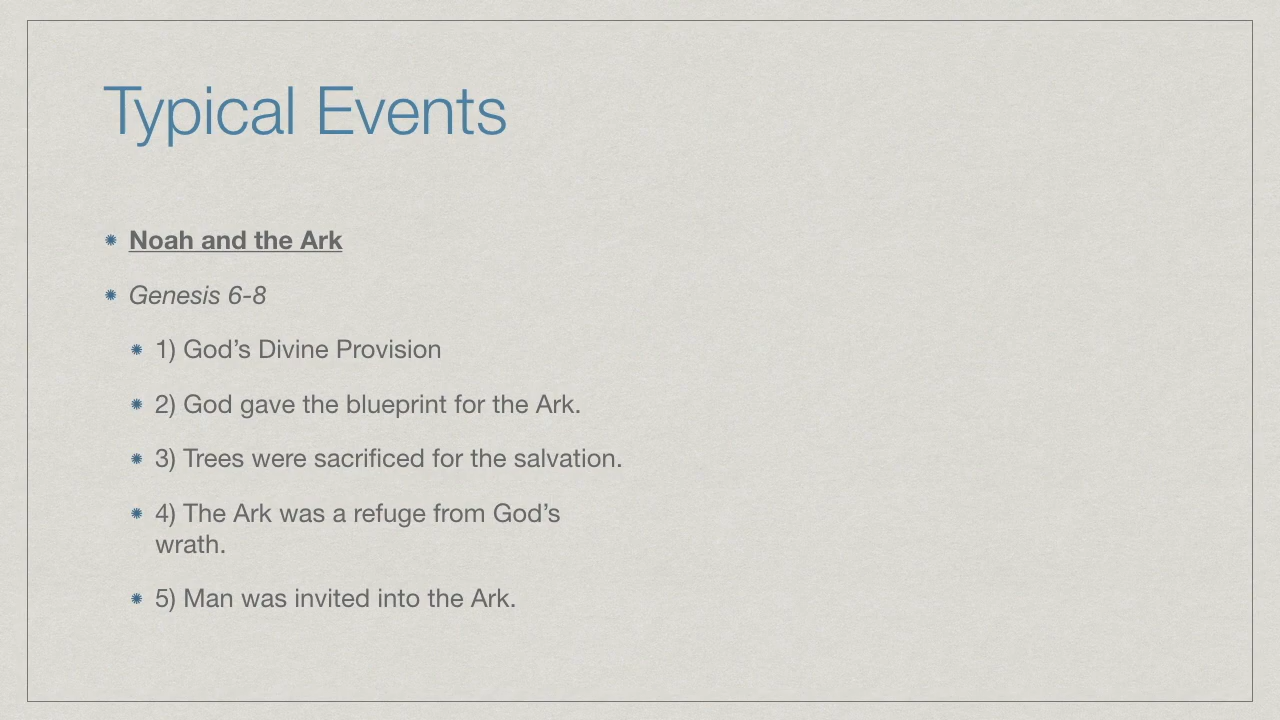 Typical Events
Noah and the Ark
Genesis 6-8
1) God’s Divine Provision
2) God gave the blueprint for the Ark.
3) Trees were sacrificed for the salvation.
4) The Ark was a refuge from God’s
wrath.
5) Man was invited into the Ark.